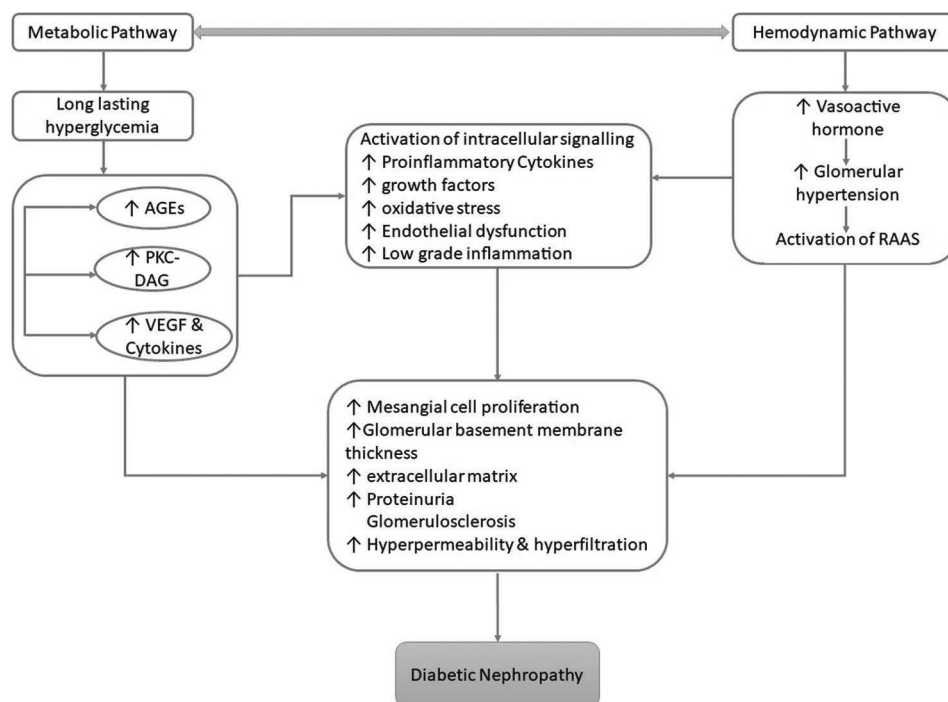 Metabolic Pathway
Hemodynamic Pathway
Long lasting
hyperglycemia
↑ AGEs
↑ PKC-
DAG
↑ VEGF &
Cytokines
Activation of intracellular signalling
↑ Proinflammatory Cytokines
↑ growth factors
↑ oxidative stress
↑ Endothelial dysfunction
↑ Low grade inflammation
↑ Vasoactive
hormone
↑ Glomerular
hypertension
Activation of RAAS
↑ Mesangial cell proliferation
↑Glomerular basement membrane
thickness
↑ extracellular matrix
↑ Proteinuria
Glomerulosclerosis
↑ Hyperpermeability & hyperfiltration
Diabetic Nephropathy